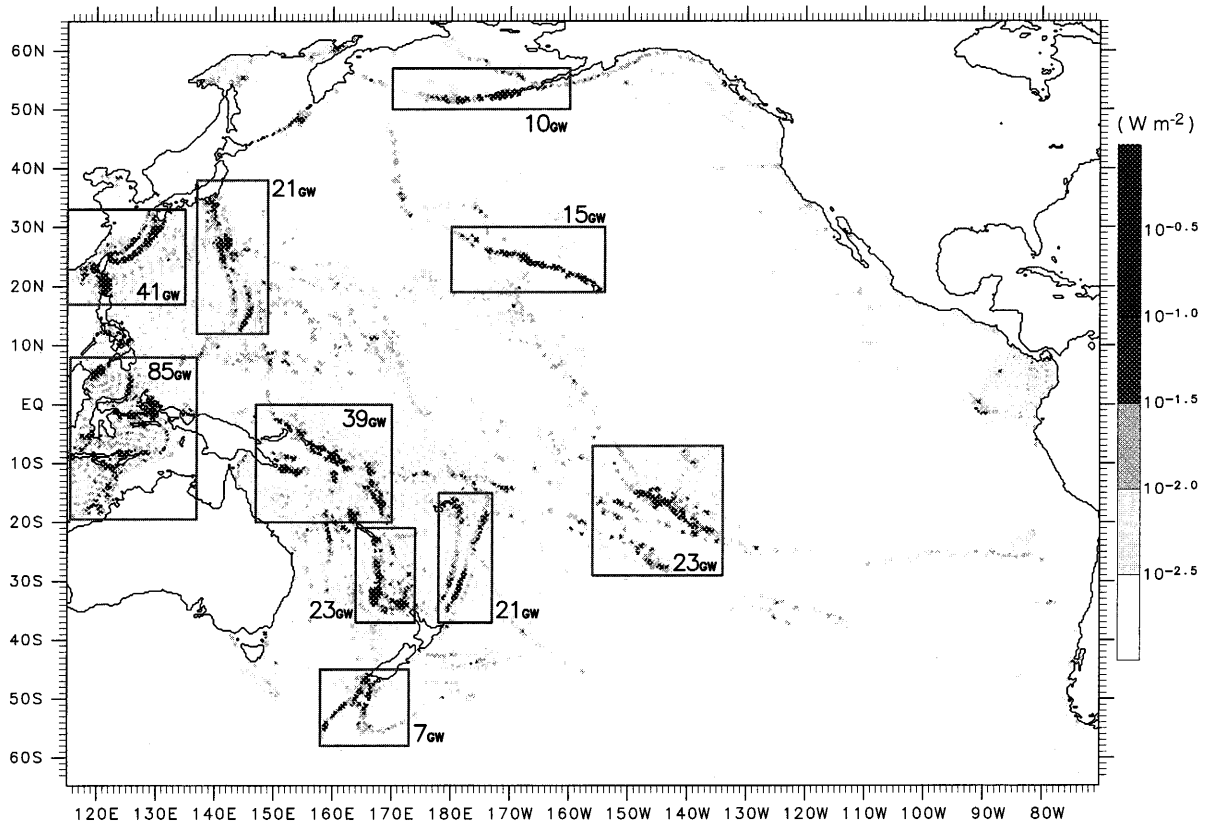 60N
50N
40N
30N
20N
10N
EQ
10S
20S
30S
40S
50S
60S
10GW
21GW
15GW
41GW
85GW
39GW
23GW
23GW
21GW
7GW
(W m⁻²)
10⁻⁰·⁵
10⁻¹·⁰
10⁻¹·⁵
10⁻²·⁰
10⁻²·⁵
120E 130E 140E 150E 160E 170E 180 170W 160W 150W 140W 130W 120W 110W 100W 90W 80W